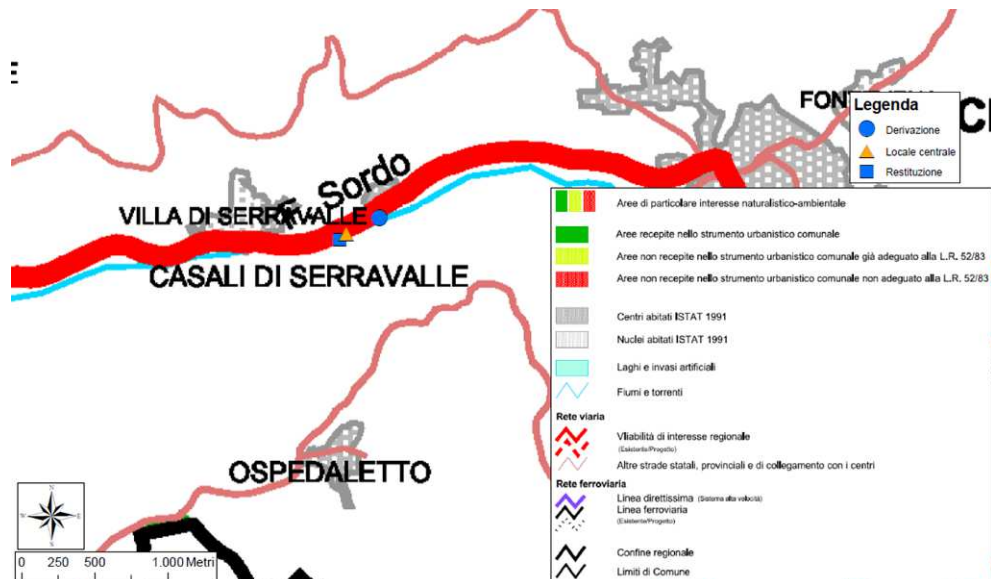 E
FONT
CI
Legenda
Derivazione
Locale centrale
Restituzione
Sordo
VILLA DI SERRAVALLE
CASALI DI SERRAVALLE
OSPEDALETTO
Aree di particolare interesse naturalistico-ambientale
Aree recepite nello strumento urbanistico comunale
Aree non recepite nello strumento urbanistico comunale già adeguato alla L.R. 52/83
Aree non recepite nello strumento urbanistico comunale non adeguato alla L.R. 52/83
Centri abitati ISTAT 1991
Nuclei abitati ISTAT 1991
Laghi e invasi artificiali
Fiumi e torrenti
Rete viaria
Vliabilità di interesse regionale
(Esistente/Progetto)
Altre strade statali, provinciali e di collegamento con i centri
Rete ferroviaria
Linea direttissima (Sistema alta velocità)
Linea ferroviaria
(Esistente/Progetto)
Confine regionale
Limiti di Comune
N
W E
S
0 250 500 1.000 Metri